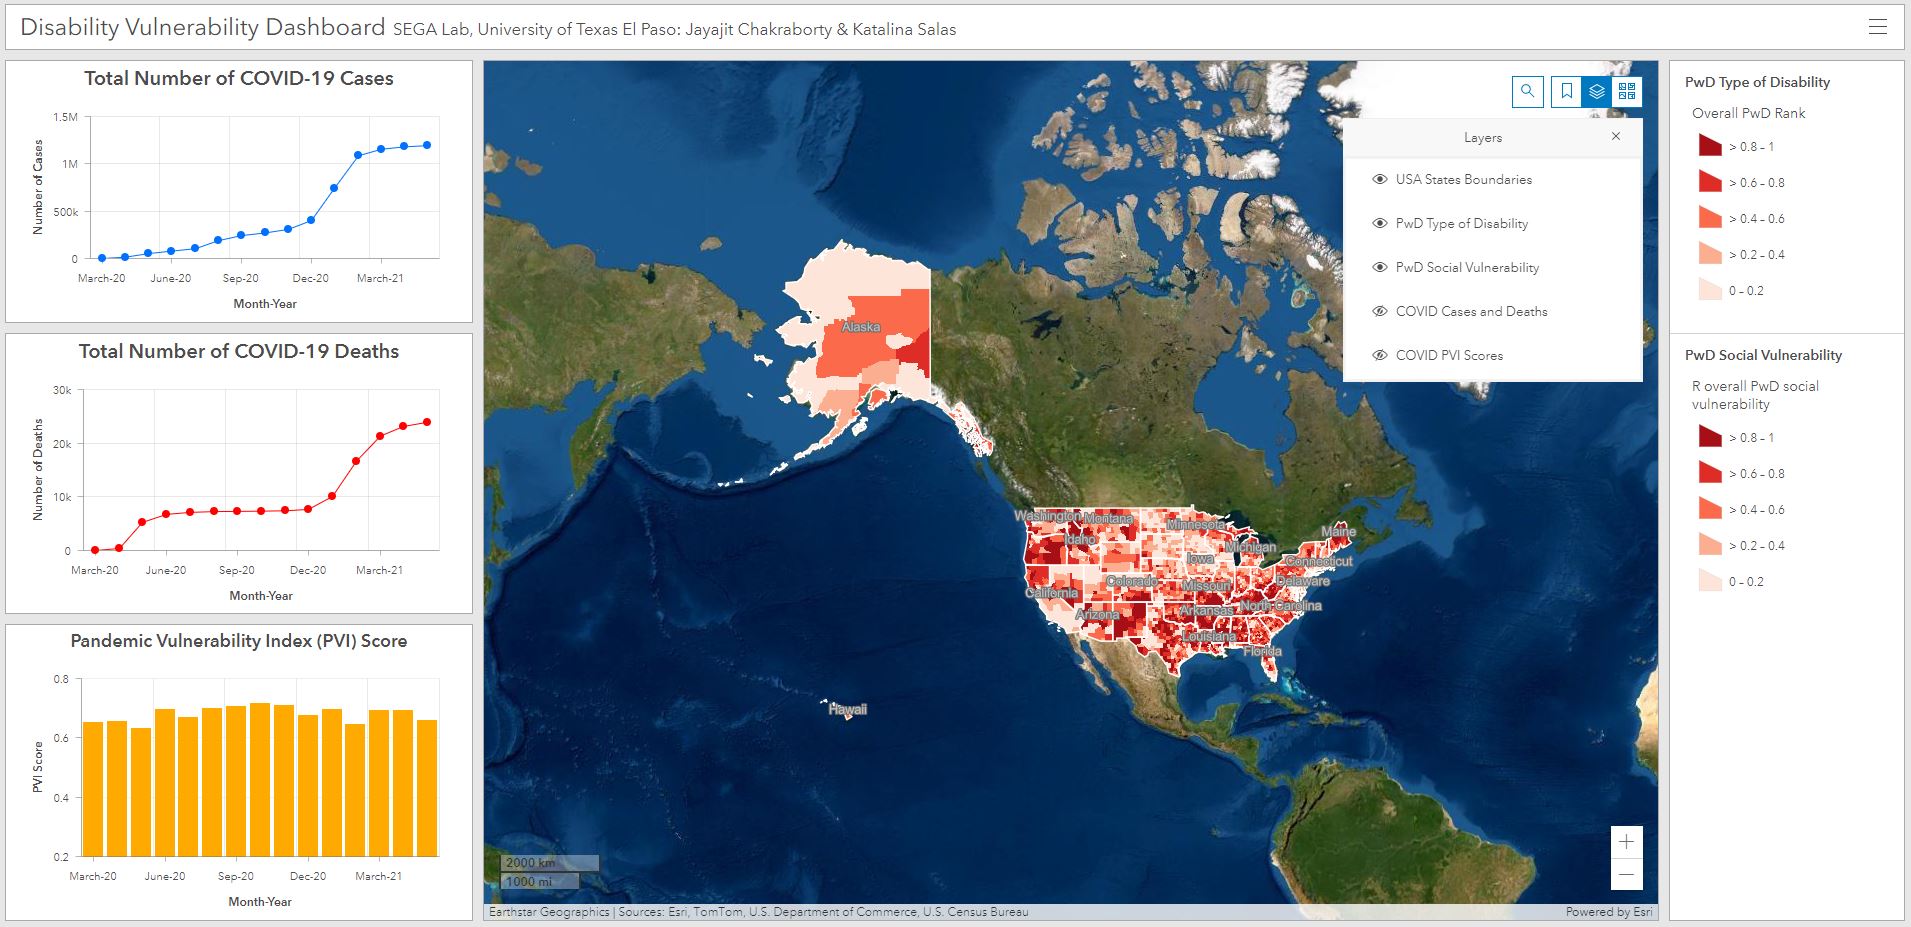 Disability Vulnerability Dashboard SEGA Lab, University of Texas El Paso: Jayajit Chakraborty & Katalina Salas
Total Number of COVID-19 Cases
Number of Cases
1.5M
1M
500k
0
March-20 June-20 Sep-20 Dec-20 March-21
Month-Year
Total Number of COVID-19 Deaths
Number of Deaths
30k
20k
10k
0
March-20 June-20 Sep-20 Dec-20 March-21
Month-Year
Pandemic Vulnerability Index (PVI) Score
PVI Score
0.8
0.6
0.4
0.2
March-20 June-20 Sep-20 Dec-20 March-21
Month-Year
Layers
USA States Boundaries
PwD Type of Disability
PwD Social Vulnerability
COVID Cases and Deaths
COVID PVI Scores
Alaska
Washington Montana Minnesota Maine
Idaho Iowa Michigan Connecticut
California Colorado Missouri Delaware
Arizona Arkansas North Carolina
Louisiana
Florida
Hawaii
2000 km
1000 mi
Earthstar Geographics | Sources: Esri, TomTom, U.S. Department of Commerce, U.S. Census Bureau
Powered by Esri
PwD Type of Disability
Overall PwD Rank
> 0.8 – 1
> 0.6 – 0.8
> 0.4 – 0.6
> 0.2 – 0.4
0 – 0.2
PwD Social Vulnerability
R overall PwD social
vulnerability
> 0.8 – 1
> 0.6 – 0.8
> 0.4 – 0.6
> 0.2 – 0.4
0 – 0.2